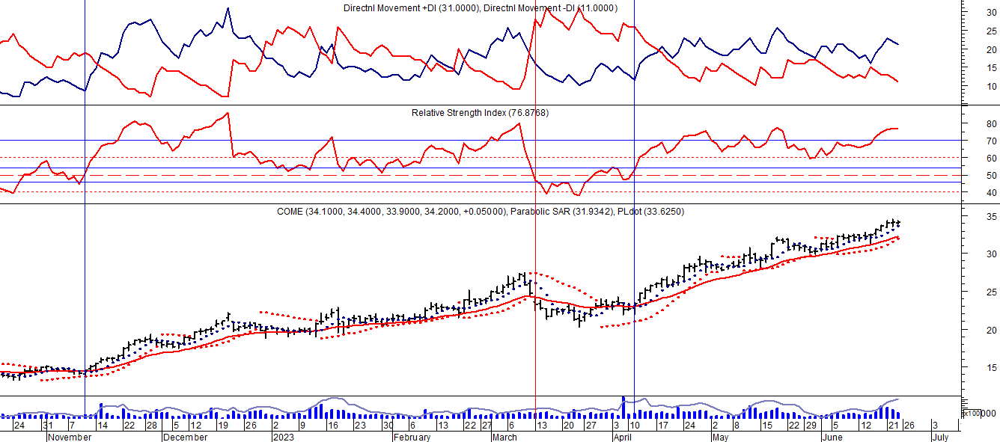 Directnl Movement +DI (31.0000), Directnl Movement -DI (11.0000)
30
25
20
15
10
Relative Strength Index (76.8768)
80
70
60
50
40
COME (34.1000, 34.4000, 33.9000, 34.2000, +0.05000), Parabolic SAR (31.9342), PLdot (33.6250)
35
30
25
20
15
x100 000
24 31 7 14 22 28 5 12 19 26 2 9 16 23 30 6 13 22 27 6 13 20 27 3 10 17 24 2 8 15 22 29 5 12 21 26 3
November December 2023 February March April May June July